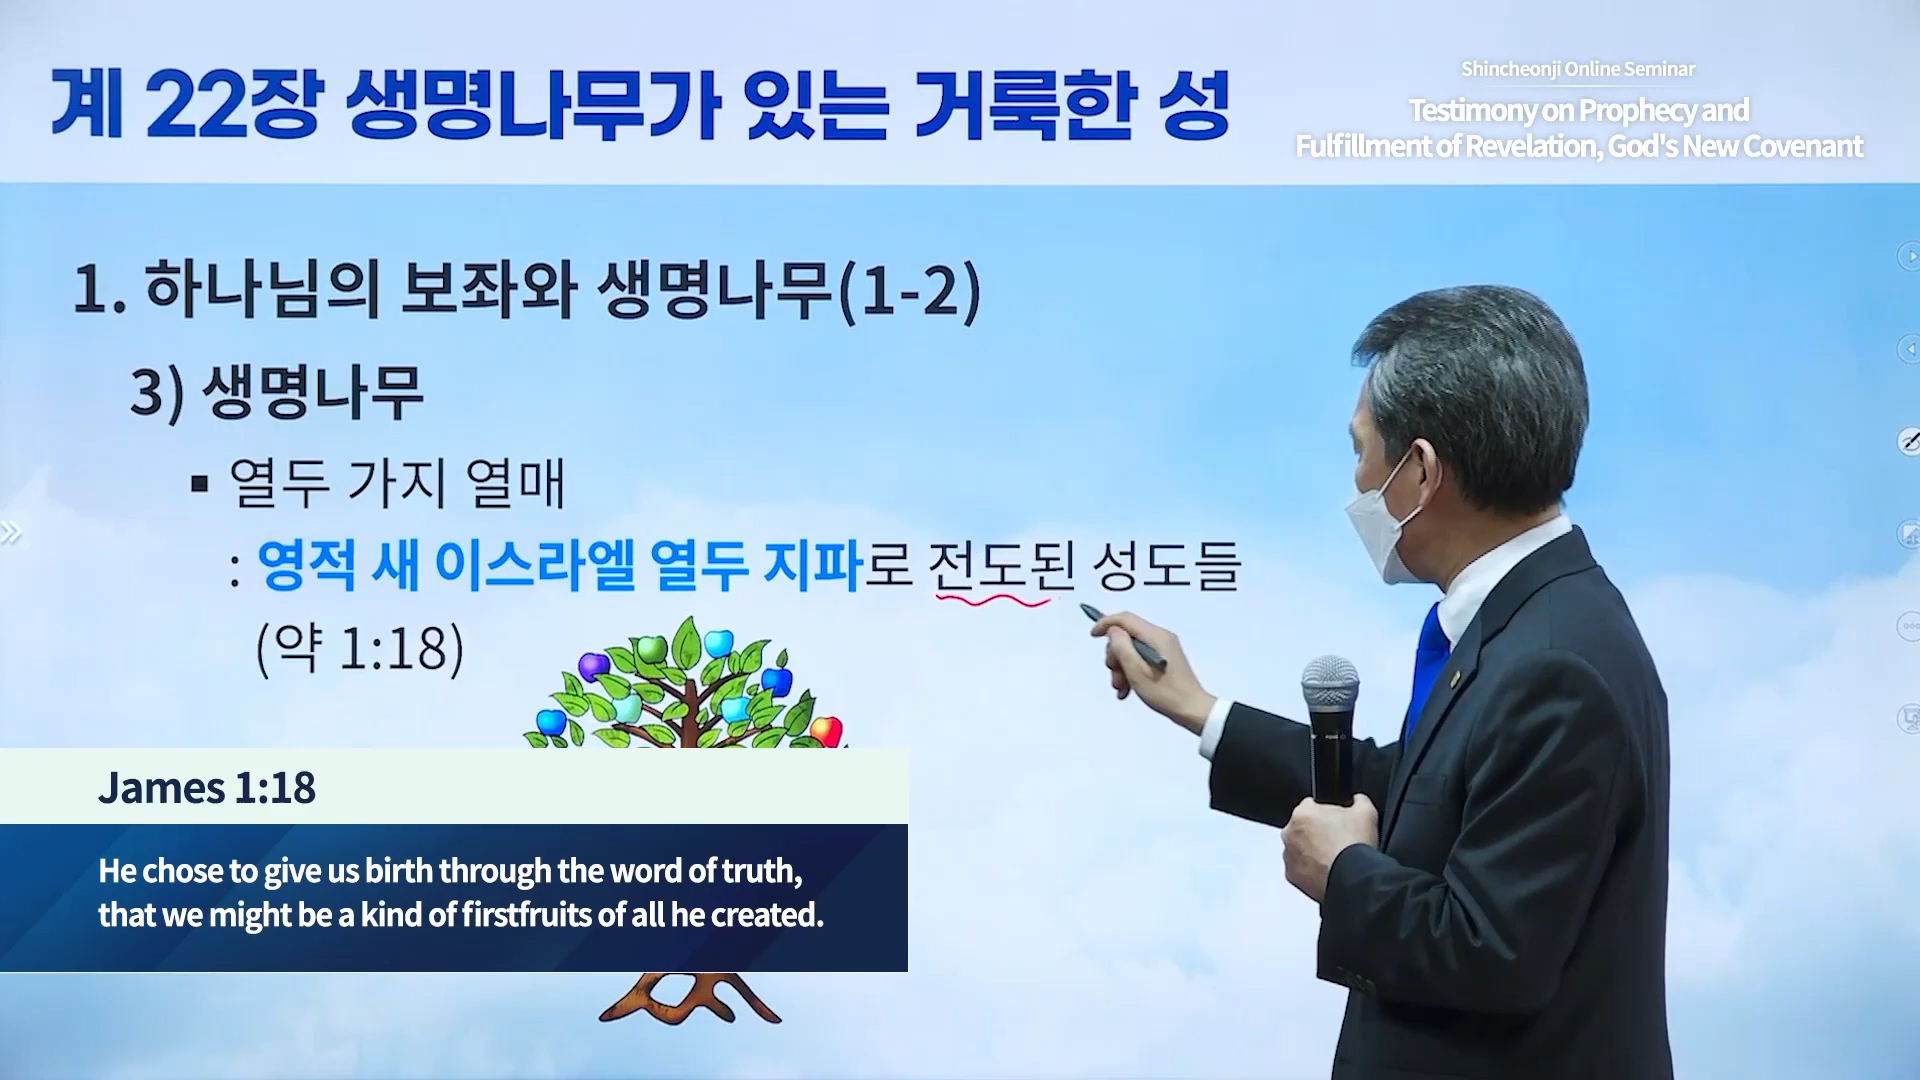 계 22장 생명나무가 있는 거룩한 성
Shincheonji Online Seminar
Testimony on Prophecy and
Fulfillment of Revelation, God's New Covenant
1. 하나님의 보좌와 생명나무(1-2)
3) 생명나무
▪ 열두 가지 열매
: 영적 새 이스라엘 열두 지파로 전도된 성도들
(약 1:18)
James 1:18
He chose to give us birth through the word of truth,
that we might be a kind of firstfruits of all he created.